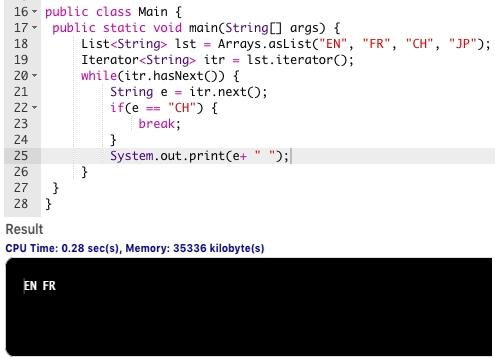 16 public class Main {
17 public static void main(String[] args) {
18 List<String> lst = Arrays.asList("EN", "FR", "CH", "JP");
19 Iterator<String> itr = lst.iterator();
20 while(itr.hasNext()) {
21 String e = itr.next();
22 if(e == "CH") {
23 break;
24 }
25 System.out.print(e+ " ");
26 }
27 }
28 }
Result
CPU Time: 0.28 sec(s), Memory: 35336 kilobyte(s)
EN FR